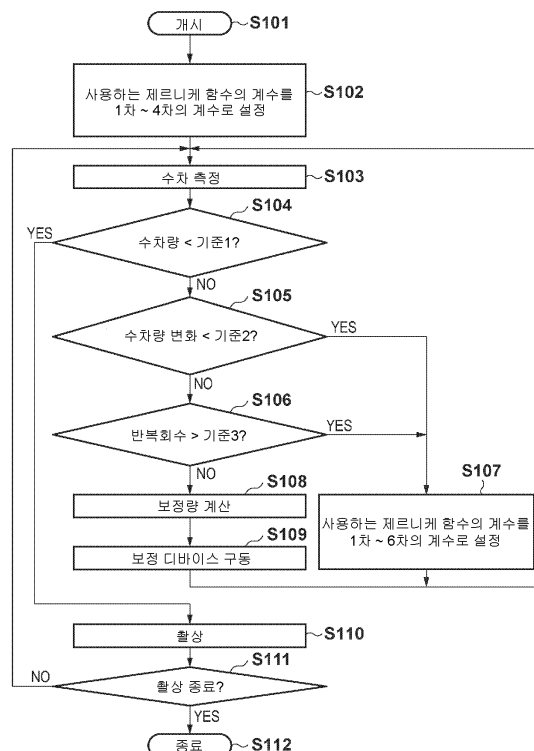 개시
S101
사용하는 제르니케 함수의 계수를
1차 ~ 4차의 계수로 설정
S102
수차 측정
S103
S104
YES
수차량 < 기준1?
NO
S105
수차량 변화 < 기준2?
YES
NO
S106
반복회수 > 기준3?
YES
NO
S108
보정량 계산
S107
사용하는 제르니케 함수의 계수를
1차 ~ 6차의 계수로 설정
S109
보정 디바이스 구동
활상
S110
S111
NO
활상 종료?
YES
종료
S112